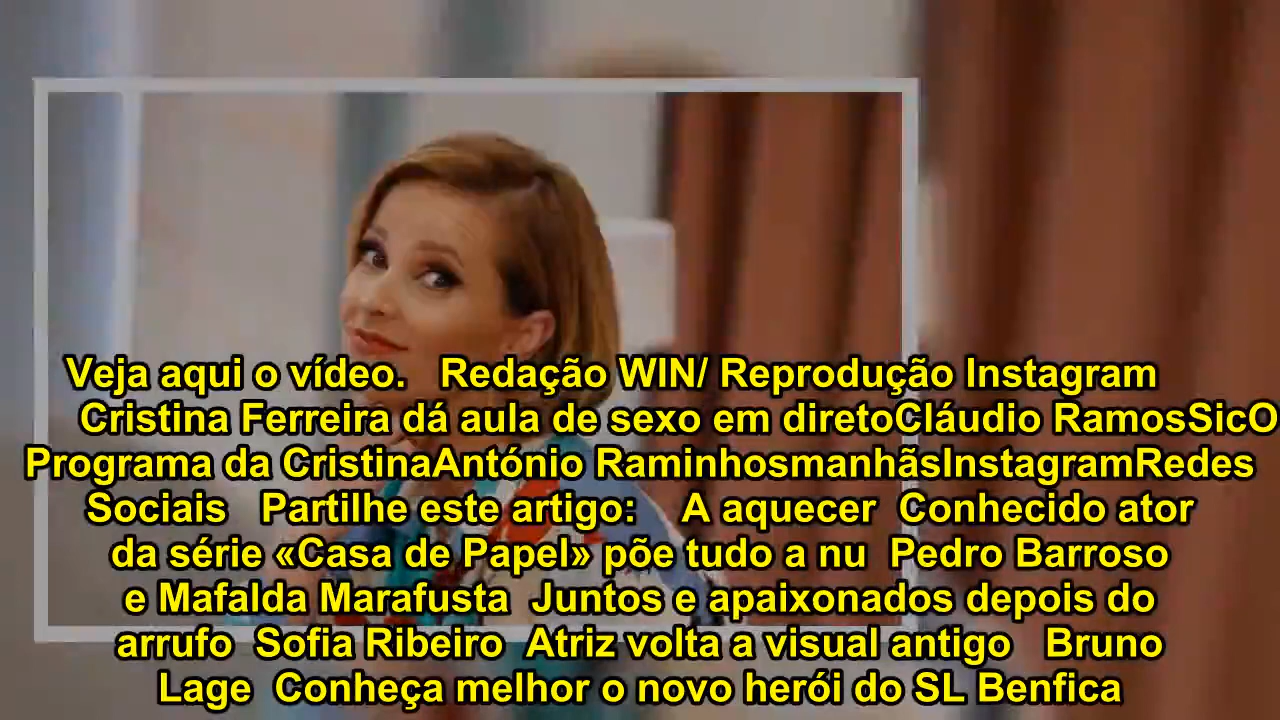 Veja aqui o vídeo. Redação WIN/ Reprodução Instagram
Cristina Ferreira dá aula de sexo em diretoCláudio RamosSicO
Programa da CristinaAntónio RaminhosmanhãsInstagramRedes
Sociais Partilhe este artigo: A aquecer Conhecido ator
da série «Casa de Papel» põe tudo a nu Pedro Barroso
e Mafalda Marafusta Juntos e apaixonados depois do
arrufo Sofia Ribeiro Atriz volta a visual antigo Bruno
Lage Conheça melhor o novo herói do SL Benfica